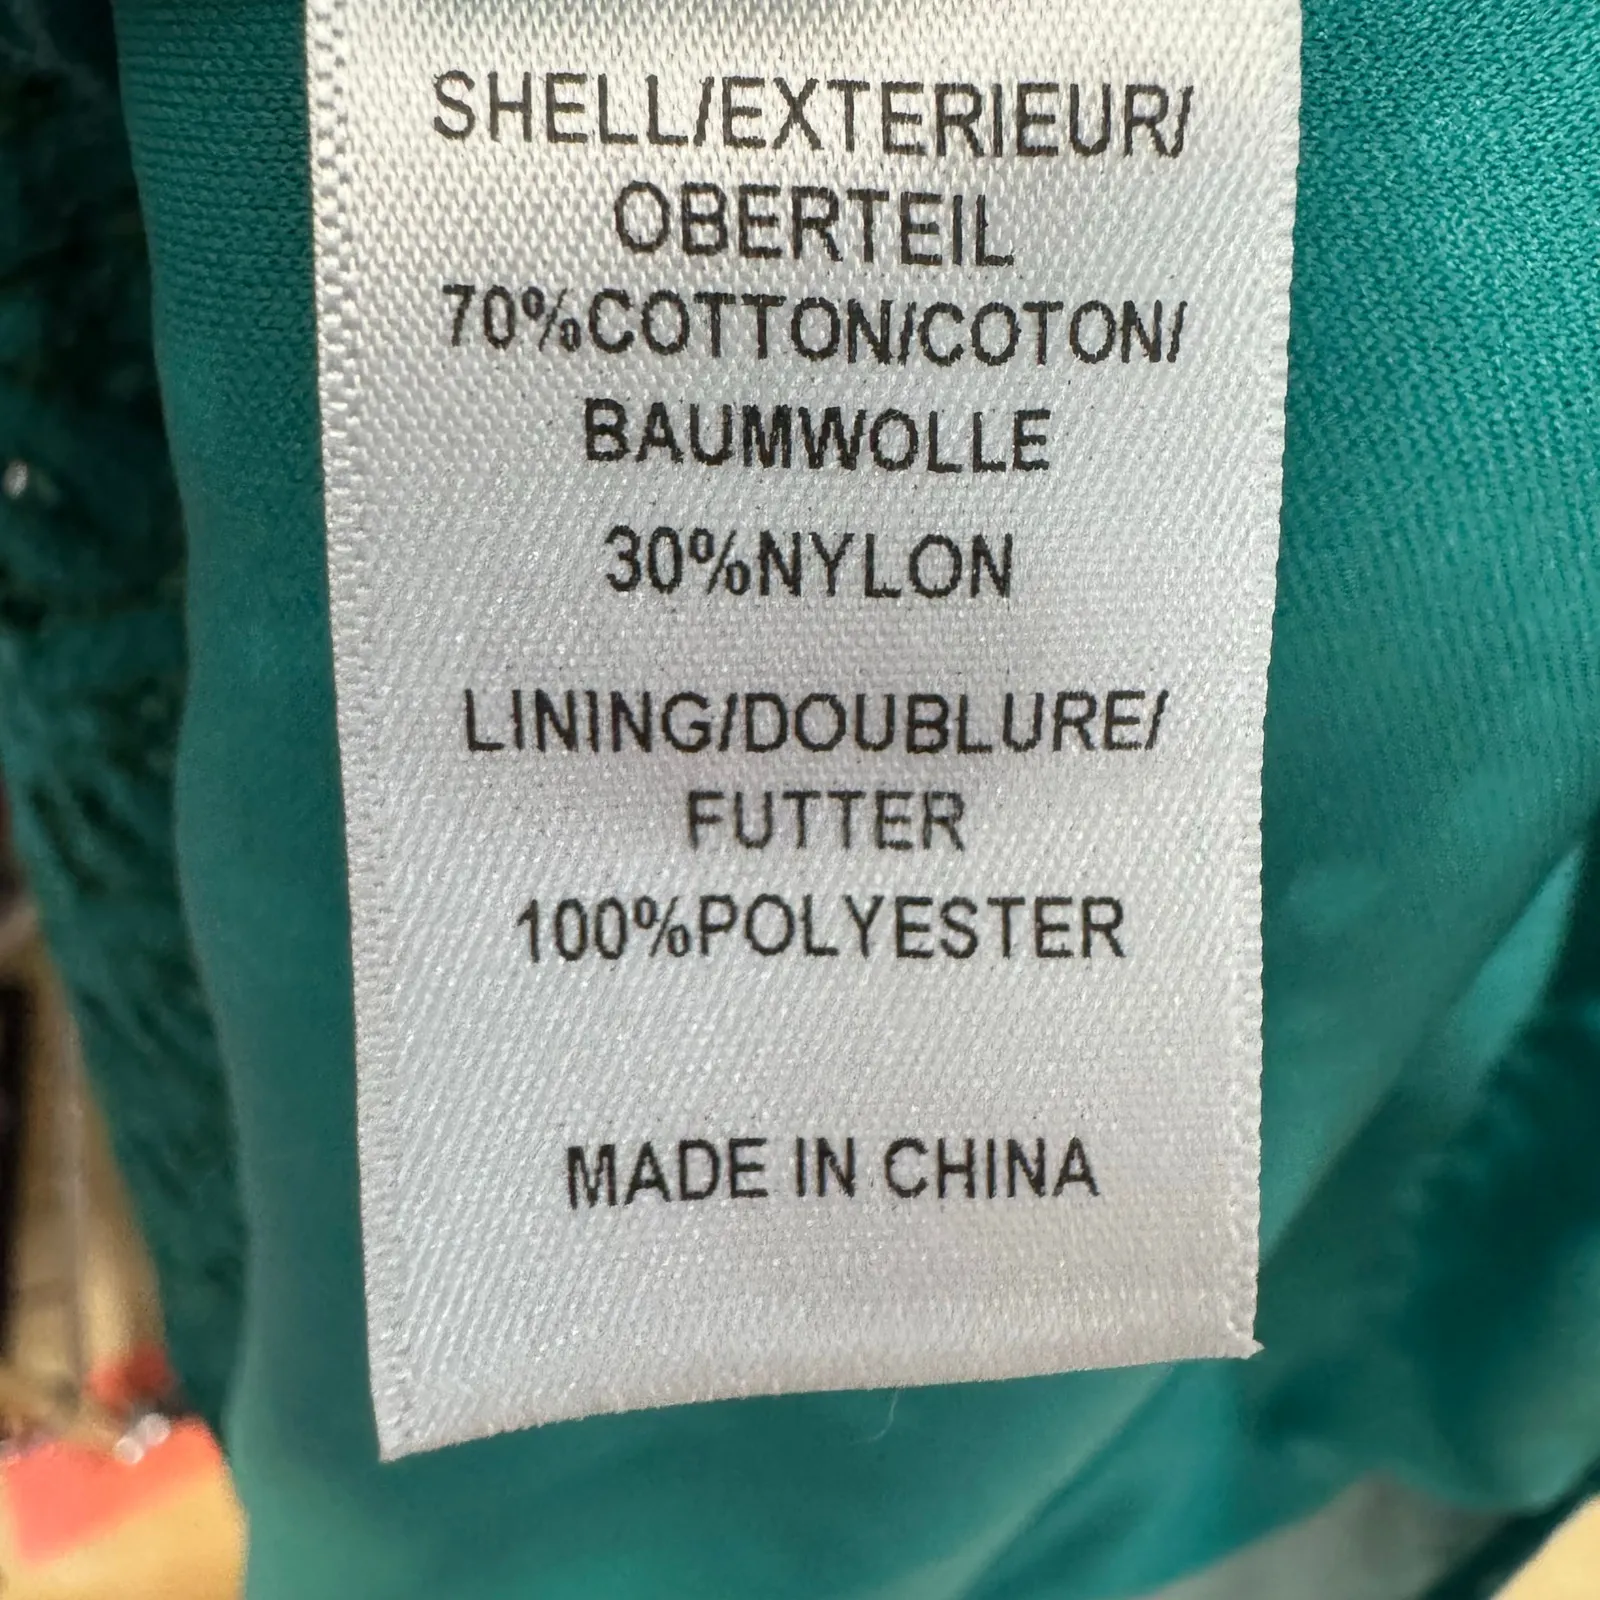 SHELL/EXTERIEUR/
OBERTEIL
70%COTTON/COTON/
BAUMWOLLE
30%NYLON
LINING/DOUBLURE/
FUTTER
100%POLYESTER
MADE IN CHINA